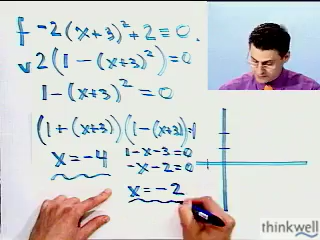 f -2(x+3)²+2=0.
√2(1-(x+3)²)=0
1-(x+3)²=0
(1+(x+3))(1-(x+3))=
x=-4
1-x-3=0
-x-2=0
x=-2
thinkwell